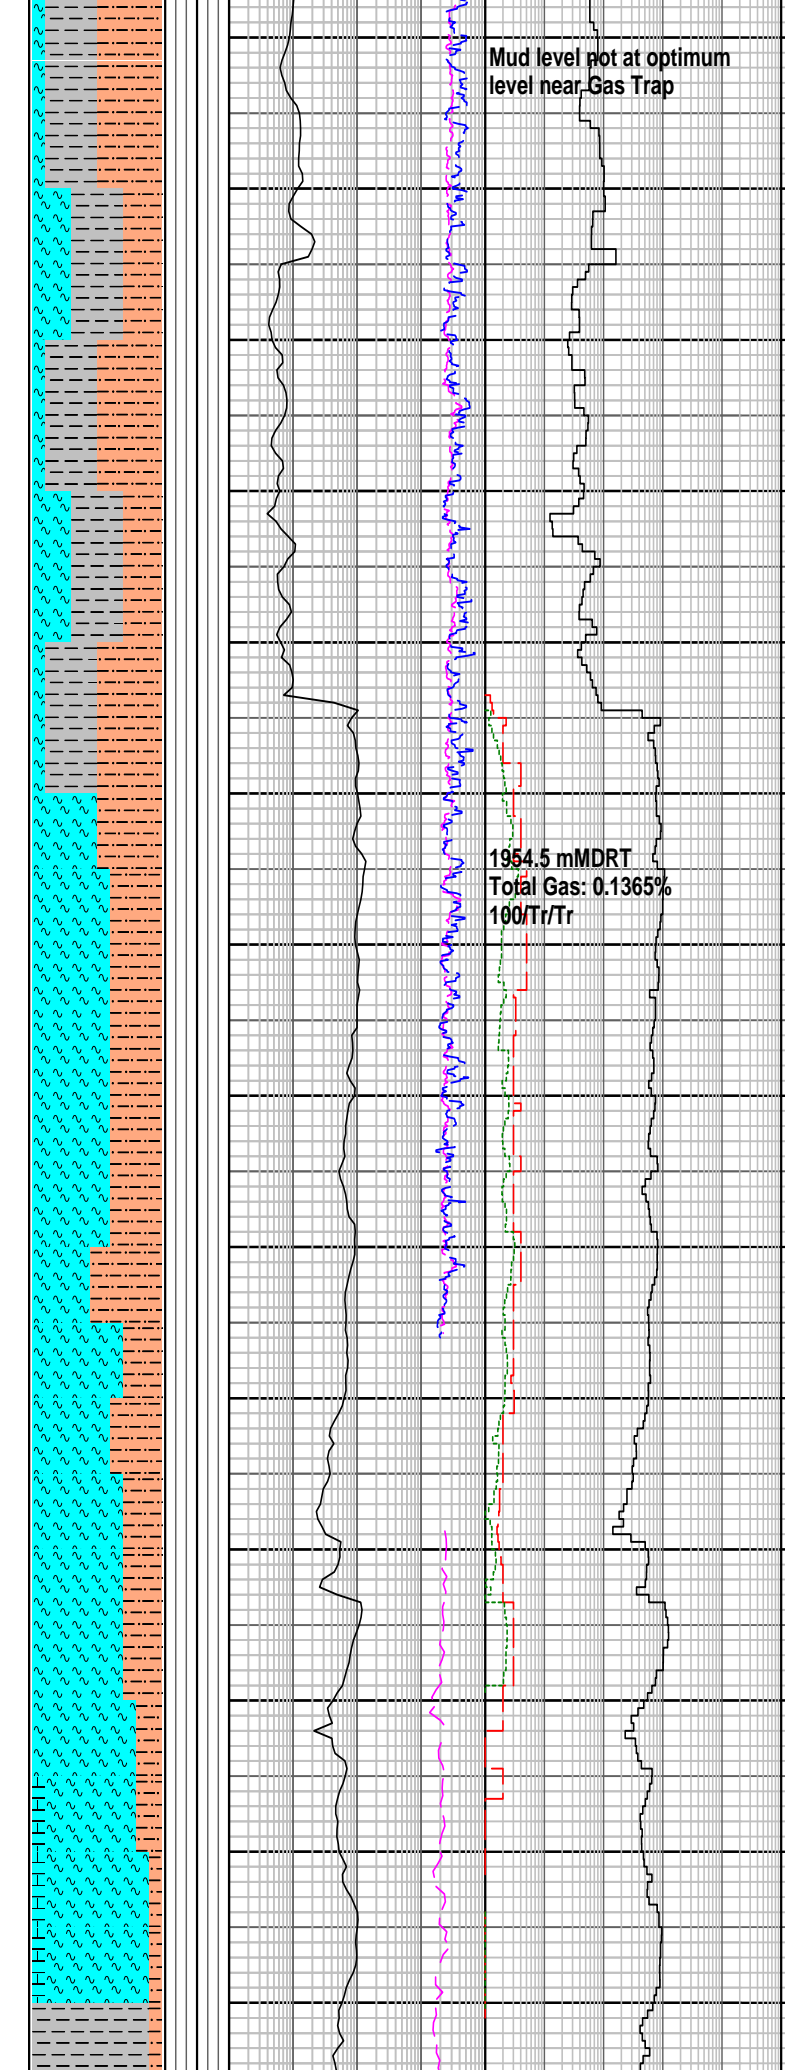 Mud level not at optimum
level near Gas Trap
1954.5 mMDRT
Total Gas: 0.1365%
100/Tr/Tr